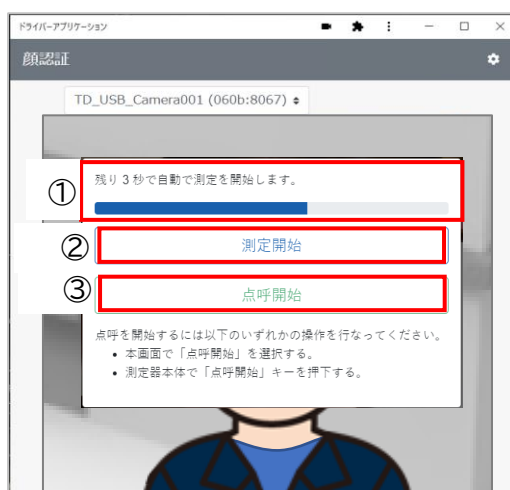 ドライバーアプリケーション
顔認証
TD_USB_Camera001 (060b:8067)
①
残り3秒で自動で測定を開始します。
②
測定開始
③
点呼開始
点呼を開始するには以下のいずれかの操作を行なってください。
• 本画面で「点呼開始」を選択する。
• 測定器本体で「点呼開始」キーを押下する。